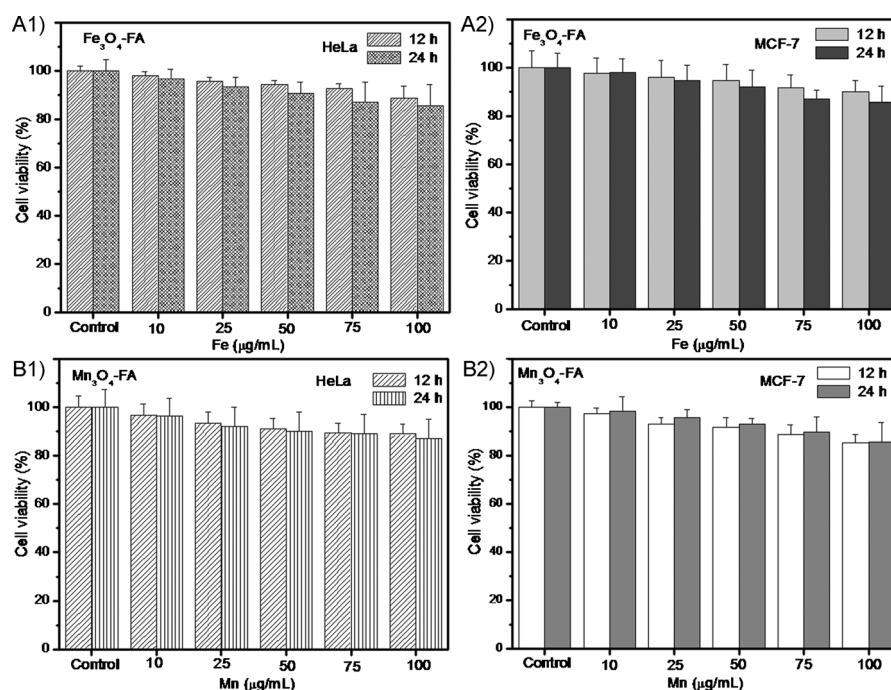 A1)
Fe₃O₄-FA
HeLa
12 h
24 h
120
100
80
60
40
20
0
Cell viability (%)
Control 10 25 50 75 100
Fe (μg/mL)
A2)
Fe₃O₄-FA
MCF-7
12 h
24 h
120
100
80
60
40
20
0
Cell viability (%)
Control 10 25 50 75 100
Fe (μg/mL)
B1)
Mn₃O₄-FA
HeLa
12 h
24 h
120
100
80
60
40
20
0
Cell viability (%)
Control 10 25 50 75 100
Mn (μg/mL)
B2)
Mn₃O₄-FA
MCF-7
12 h
24 h
120
100
80
60
40
20
0
Cell viability (%)
Control 10 25 50 75 100
Mn (μg/mL)